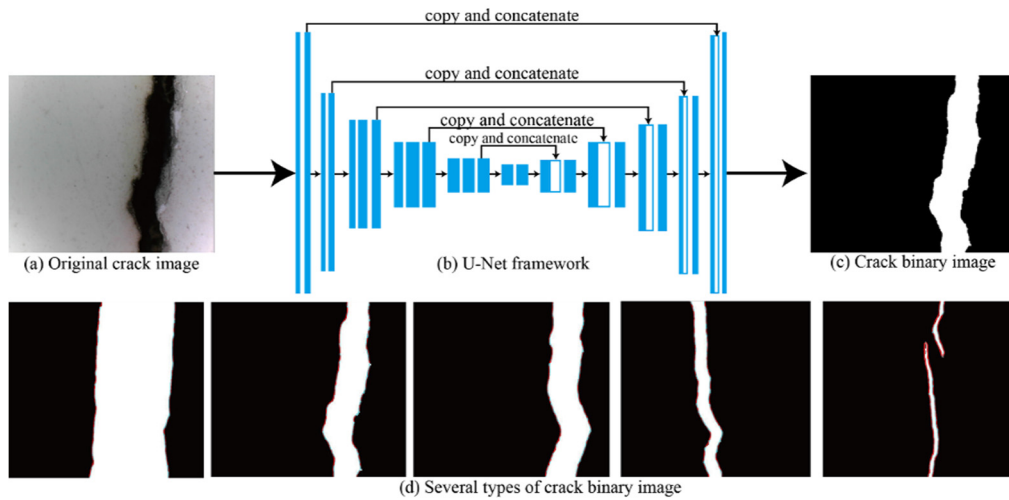 copy and concatenate
copy and concatenate
copy and concatenate
copy and concatenate
(a) Original crack image
(b) U-Net framework
(c) Crack binary image
(d) Several types of crack binary image